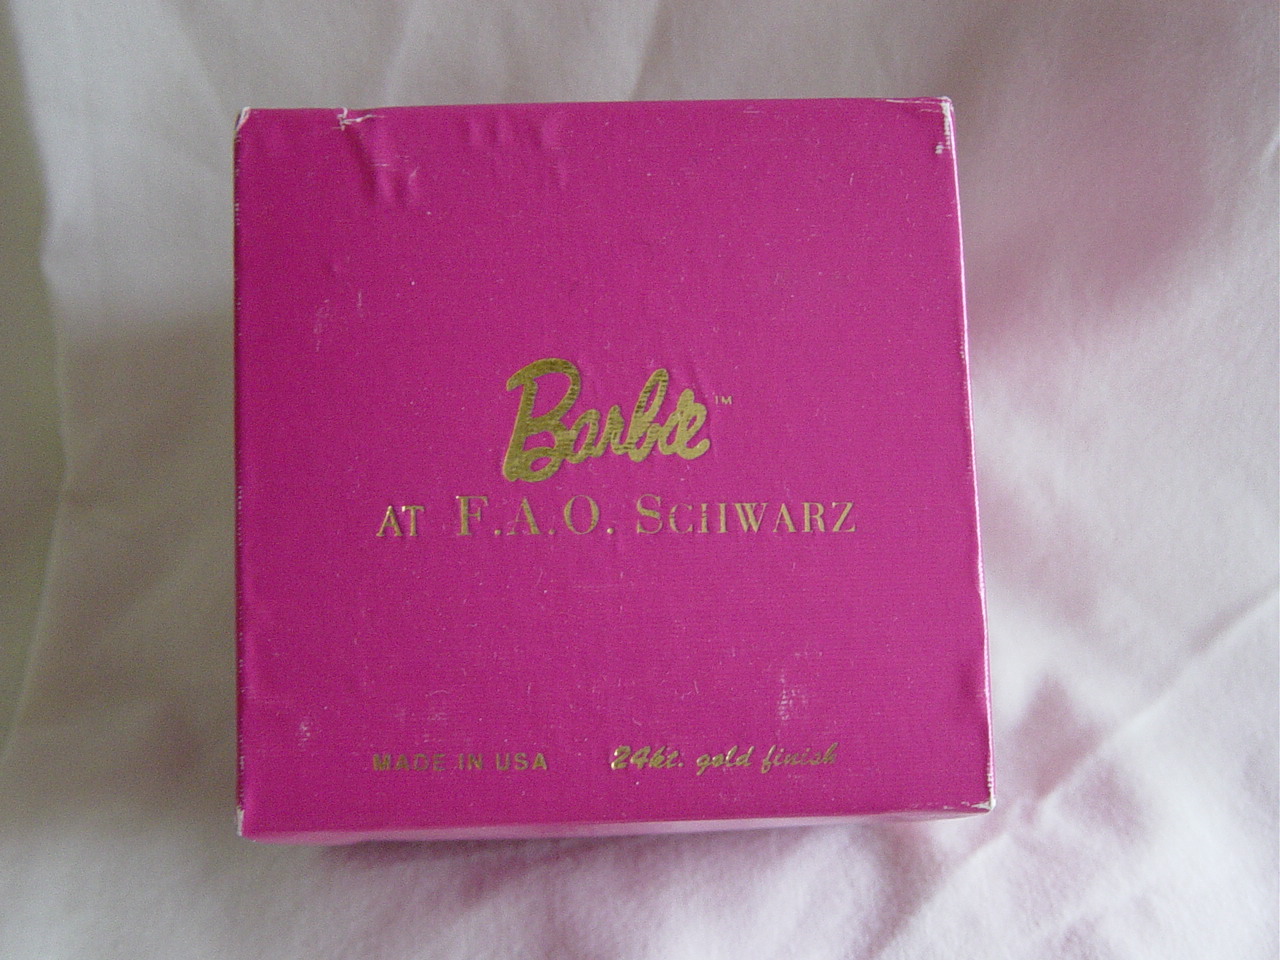 Barbie™
AT F.A.O. SCHWARZ
MADE IN USA 24kt. gold finish